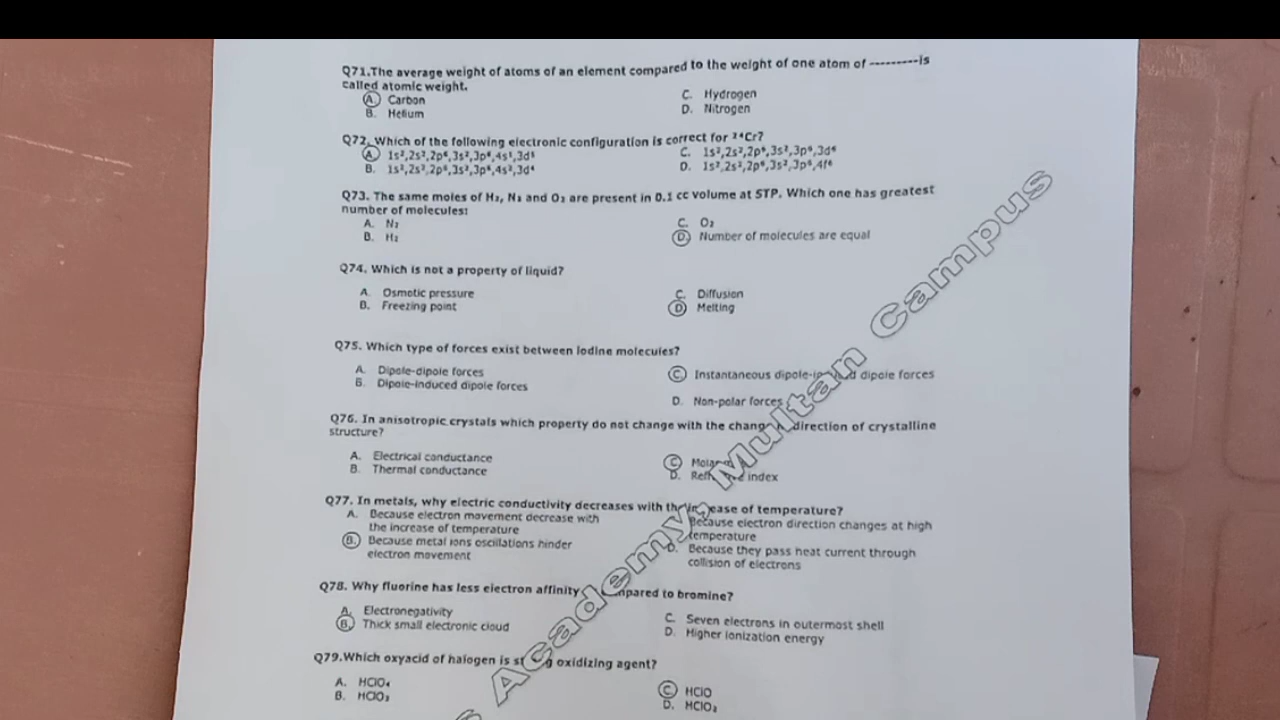 Q71.The average weight of atoms of an element compared to the weight of one atom of ---------is
called atomic weight.
A. Carbon
B. Helium
C. Hydrogen
D. Nitrogen
Q72. Which of the following electronic configuration is correct for ²⁴Cr?
A. 1s²,2s²,2p⁶,3s²,3p⁶,4s¹,3d⁵
B. 1s²,2s²,2p⁶,3s²,3p⁶,4s²,3d⁴
C. 1s²,2s²,2p⁶,3s²,3p⁶,3d⁶
D. 1s²,2s²,2p⁶,3s²,3p⁶,4f⁶
Q73. The same moles of H₂, N₂ and O₂ are present in 0.1 cc volume at STP. Which one has greatest
number of molecules:
A. N₂
B. H₂
C. O₂
D. Number of molecules are equal
Q74. Which is not a property of liquid?
A. Osmotic pressure
B. Freezing point
C. Diffusion
D. Melting
Q75. Which type of forces exist between iodine molecules?
A. Dipole-dipole forces
B. Dipole-induced dipole forces
C. Instantaneous dipole- dipole forces
D. Non-polar forces
Q76. In anisotropic crystals which property do not change with the change direction of crystalline
structure?
A. Electrical conductance
B. Thermal conductance
C.
D. index
Q77. In metals, why electric conductivity decreases with the increase of temperature?
A. Because electron movement decrease with
the increase of temperature
B. Because metal ions oscillations hinder
electron movement
Because electron direction changes at high
temperature
D. Because they pass heat current through
collision of electrons
Q78. Why fluorine has less electron affinity compared to bromine?
A. Electronegativity
B. Thick small electronic cloud
C. Seven electrons in outermost shell
D. Higher ionization energy
Q79.Which oxyacid of halogen is strong oxidizing agent?
A. HClO₄
B. HClO₃
C. HClO
D. HClO₂
Academy, Multan Campus